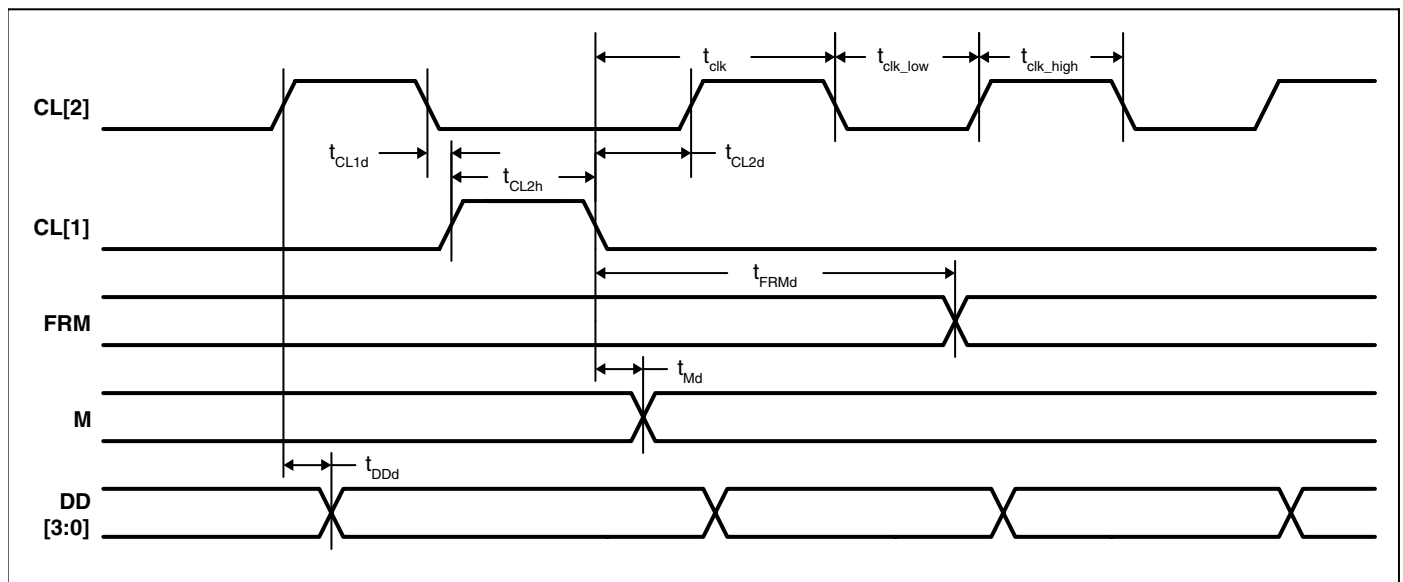 t_clk t_clk_low t_clk_high
CL[2]
t_CL1d t_CL2d
t_CL2h
CL[1]
t_FRMd
FRM
t_Md
M
t_DDd
DD
[3:0]